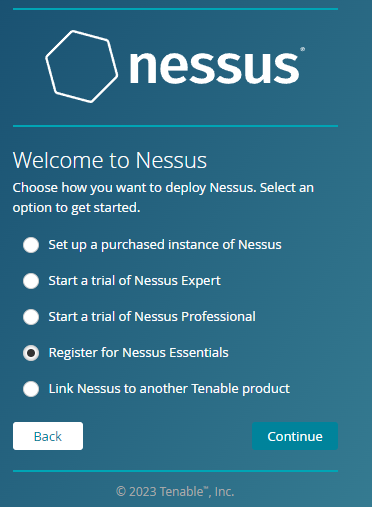 nessus®
Welcome to Nessus
Choose how you want to deploy Nessus. Select an
option to get started.
Set up a purchased instance of Nessus
Start a trial of Nessus Expert
Start a trial of Nessus Professional
Register for Nessus Essentials
Link Nessus to another Tenable product
Back
Continue
© 2023 Tenable™, Inc.